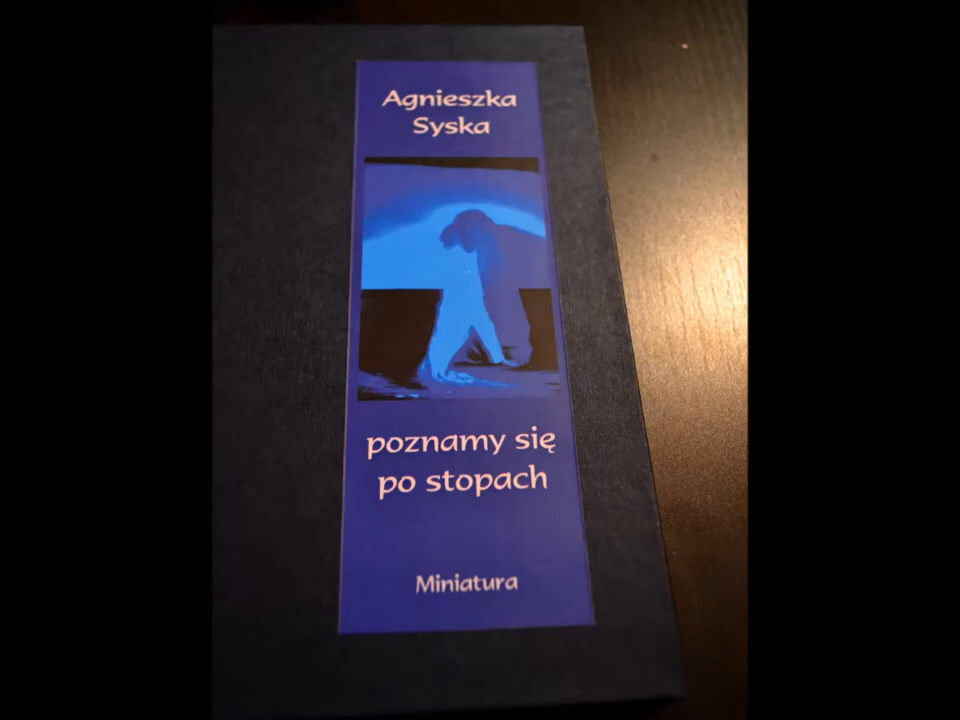 Agnieszka
Syska
poznamy się
po stopach
Miniatura